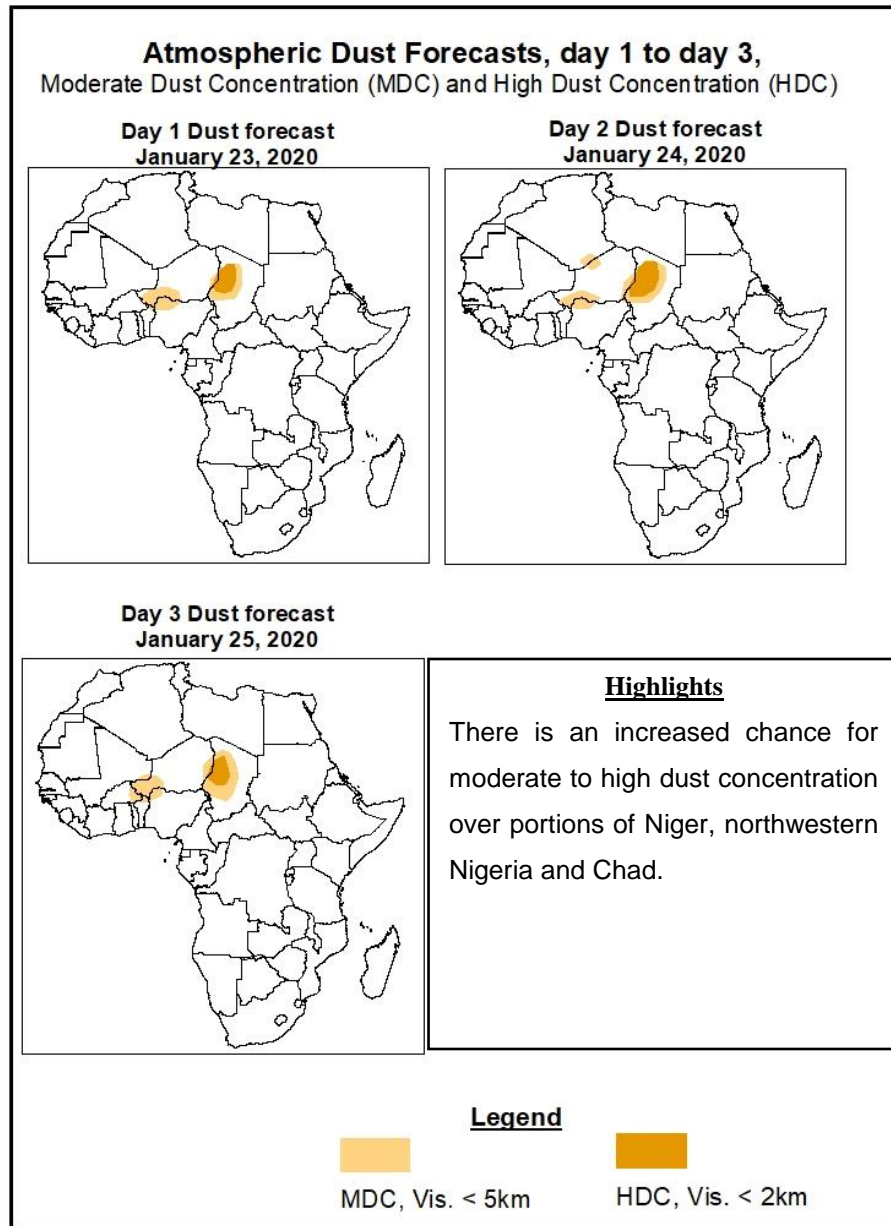 Atmospheric Dust Forecasts, day 1 to day 3,
Moderate Dust Concentration (MDC) and High Dust Concentration (HDC)
Day 1 Dust forecast
January 23, 2020
Day 2 Dust forecast
January 24, 2020
Day 3 Dust forecast
January 25, 2020
Highlights
There is an increased chance for
moderate to high dust concentration
over portions of Niger, northwestern
Nigeria and Chad.
Legend
MDC, Vis. < 5km
HDC, Vis. < 2km